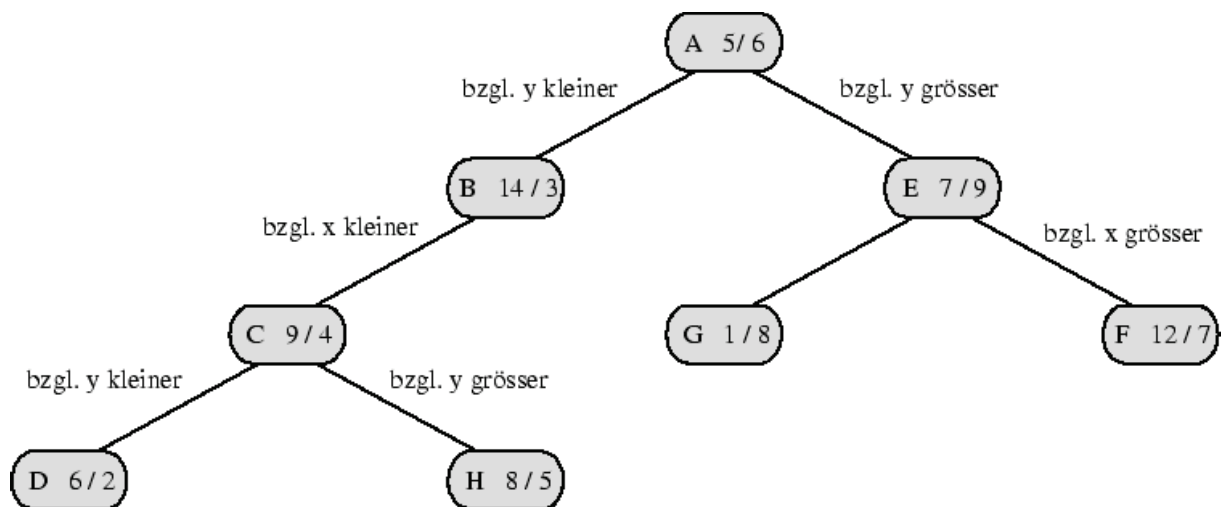 A 5/ 6
bzgl. y kleiner
bzgl. y grösser
B 14 / 3
E 7 / 9
bzgl. x kleiner
bzgl. x grösser
C 9 / 4
G 1 / 8
F 12 / 7
bzgl. y kleiner
bzgl. y grösser
D 6 / 2
H 8 / 5